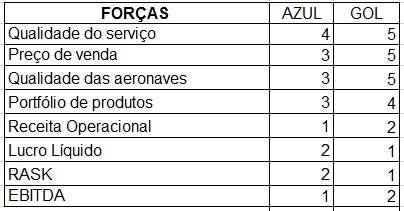 FORÇAS AZUL GOL
Qualidade do serviço 4 5
Preço de venda 3 5
Qualidade das aeronaves 3 5
Portfólio de produtos 3 4
Receita Operacional 1 2
Lucro Líquido 2 1
RASK 2 1
EBITDA 1 2